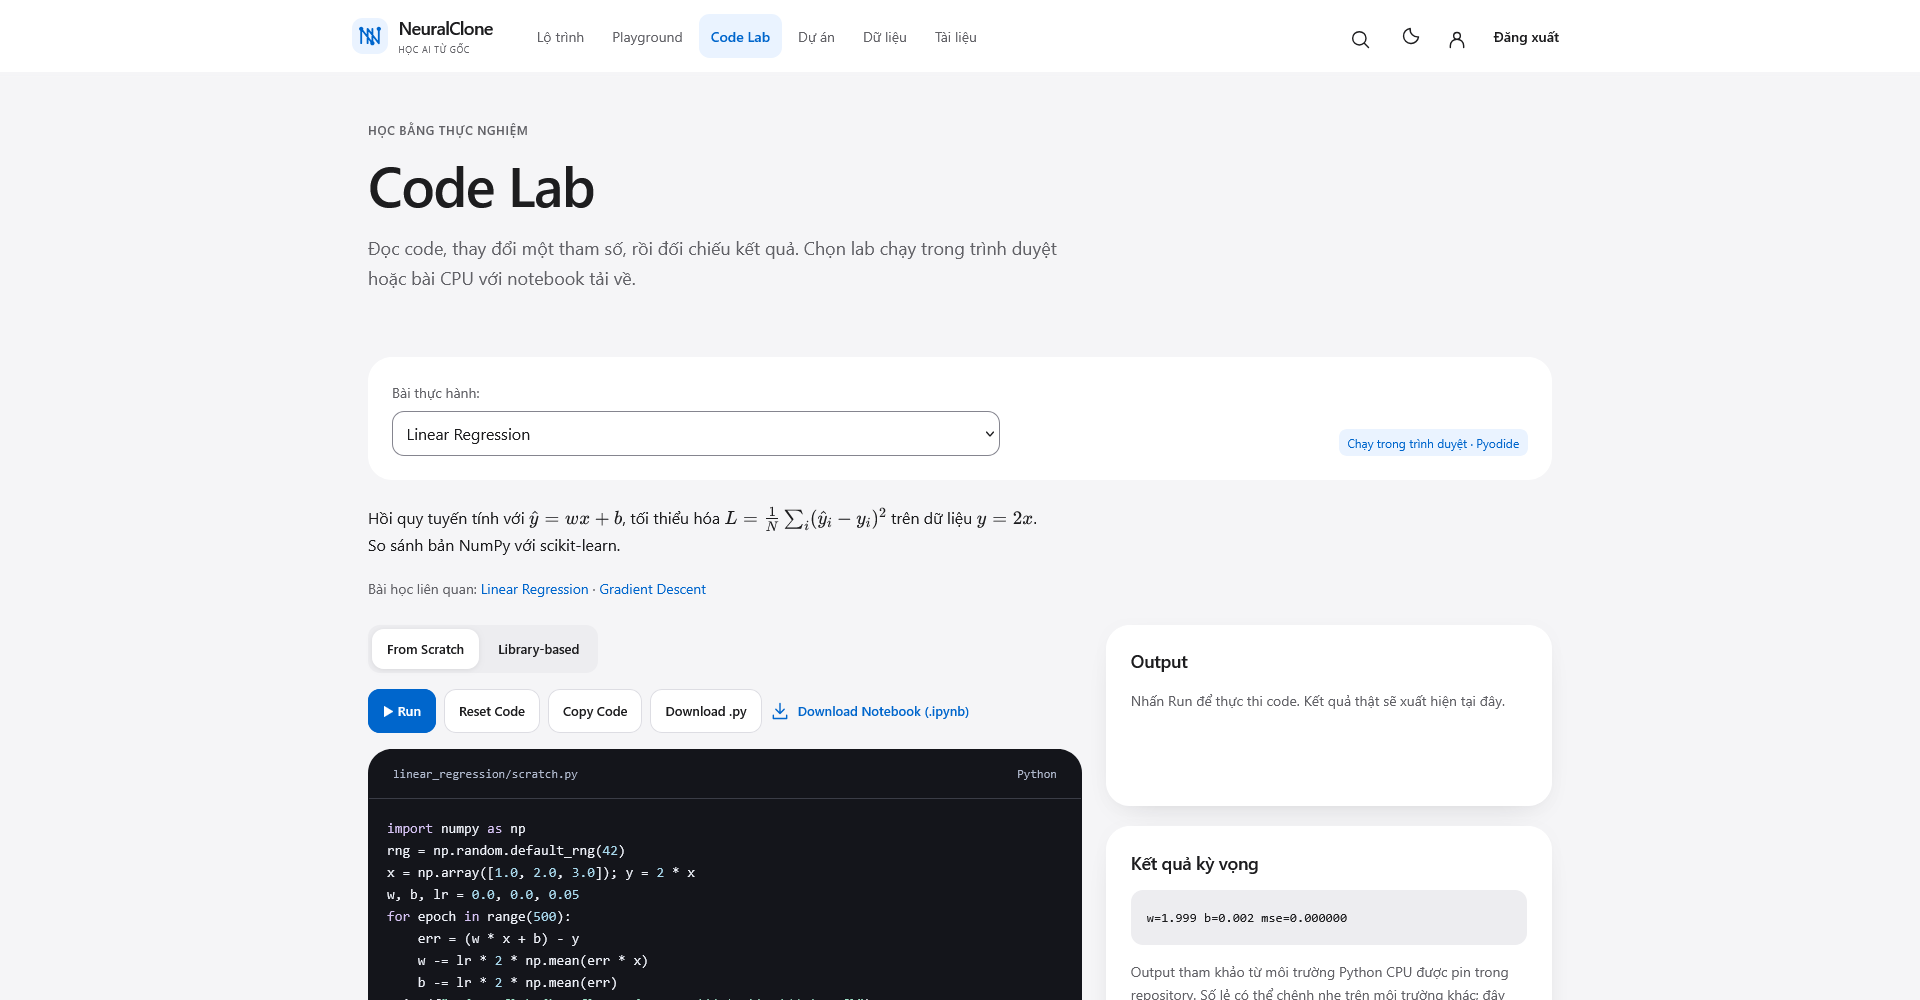 NeuralClone
HỌC AI TỪ GỐC
Lộ trình
Playground
Code Lab
Dự án
Dữ liệu
Tài liệu
Đăng xuất
HỌC BẰNG THỰC NGHIỆM
Code Lab
Đọc code, thay đổi một tham số, rồi đối chiếu kết quả. Chọn lab chạy trong trình duyệt
hoặc bài CPU với notebook tải về.
Bài thực hành:
Linear Regression
Chạy trong trình duyệt · Pyodide
Hồi quy tuyến tính với ŷ = wx + b, tối thiểu hóa L = 1/N ∑ᵢ(ŷᵢ − yᵢ)² trên dữ liệu y = 2x.
So sánh bản NumPy với scikit-learn.
Bài học liên quan: Linear Regression · Gradient Descent
From Scratch
Library-based
▶ Run
Reset Code
Copy Code
Download .py
Download Notebook (.ipynb)
linear_regression/scratch.py
Python
import numpy as np
rng = np.random.default_rng(42)
x = np.array([1.0, 2.0, 3.0]); y = 2 * x
w, b, lr = 0.0, 0.0, 0.05
for epoch in range(500):
    err = (w * x + b) - y
    w -= lr * 2 * np.mean(err * x)
    b -= lr * 2 * np.mean(err)
Output
Nhấn Run để thực thi code. Kết quả thật sẽ xuất hiện tại đây.
Kết quả kỳ vọng
w=1.999 b=0.002 mse=0.000000
Output tham khảo từ môi trường Python CPU được pin trong
repository. Số lẻ có thể chênh nhẹ trên môi trường khác; đây